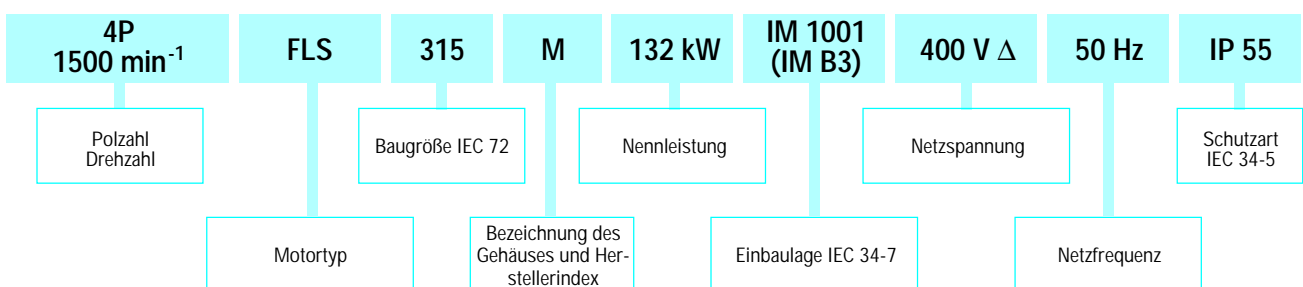 4P
1500 min-1
FLS
315
M
132 kW
IM 1001
(IM B3)
400 V Δ
50 Hz
IP 55
Polzahl
Drehzahl
Baugröße IEC 72
Nennleistung
Netzspannung
Schutzart
IEC 34-5
Motortyp
Bezeichnung des
Gehäuses und Her-
stellerindex
Einbaulage IEC 34-7
Netzfrequenz